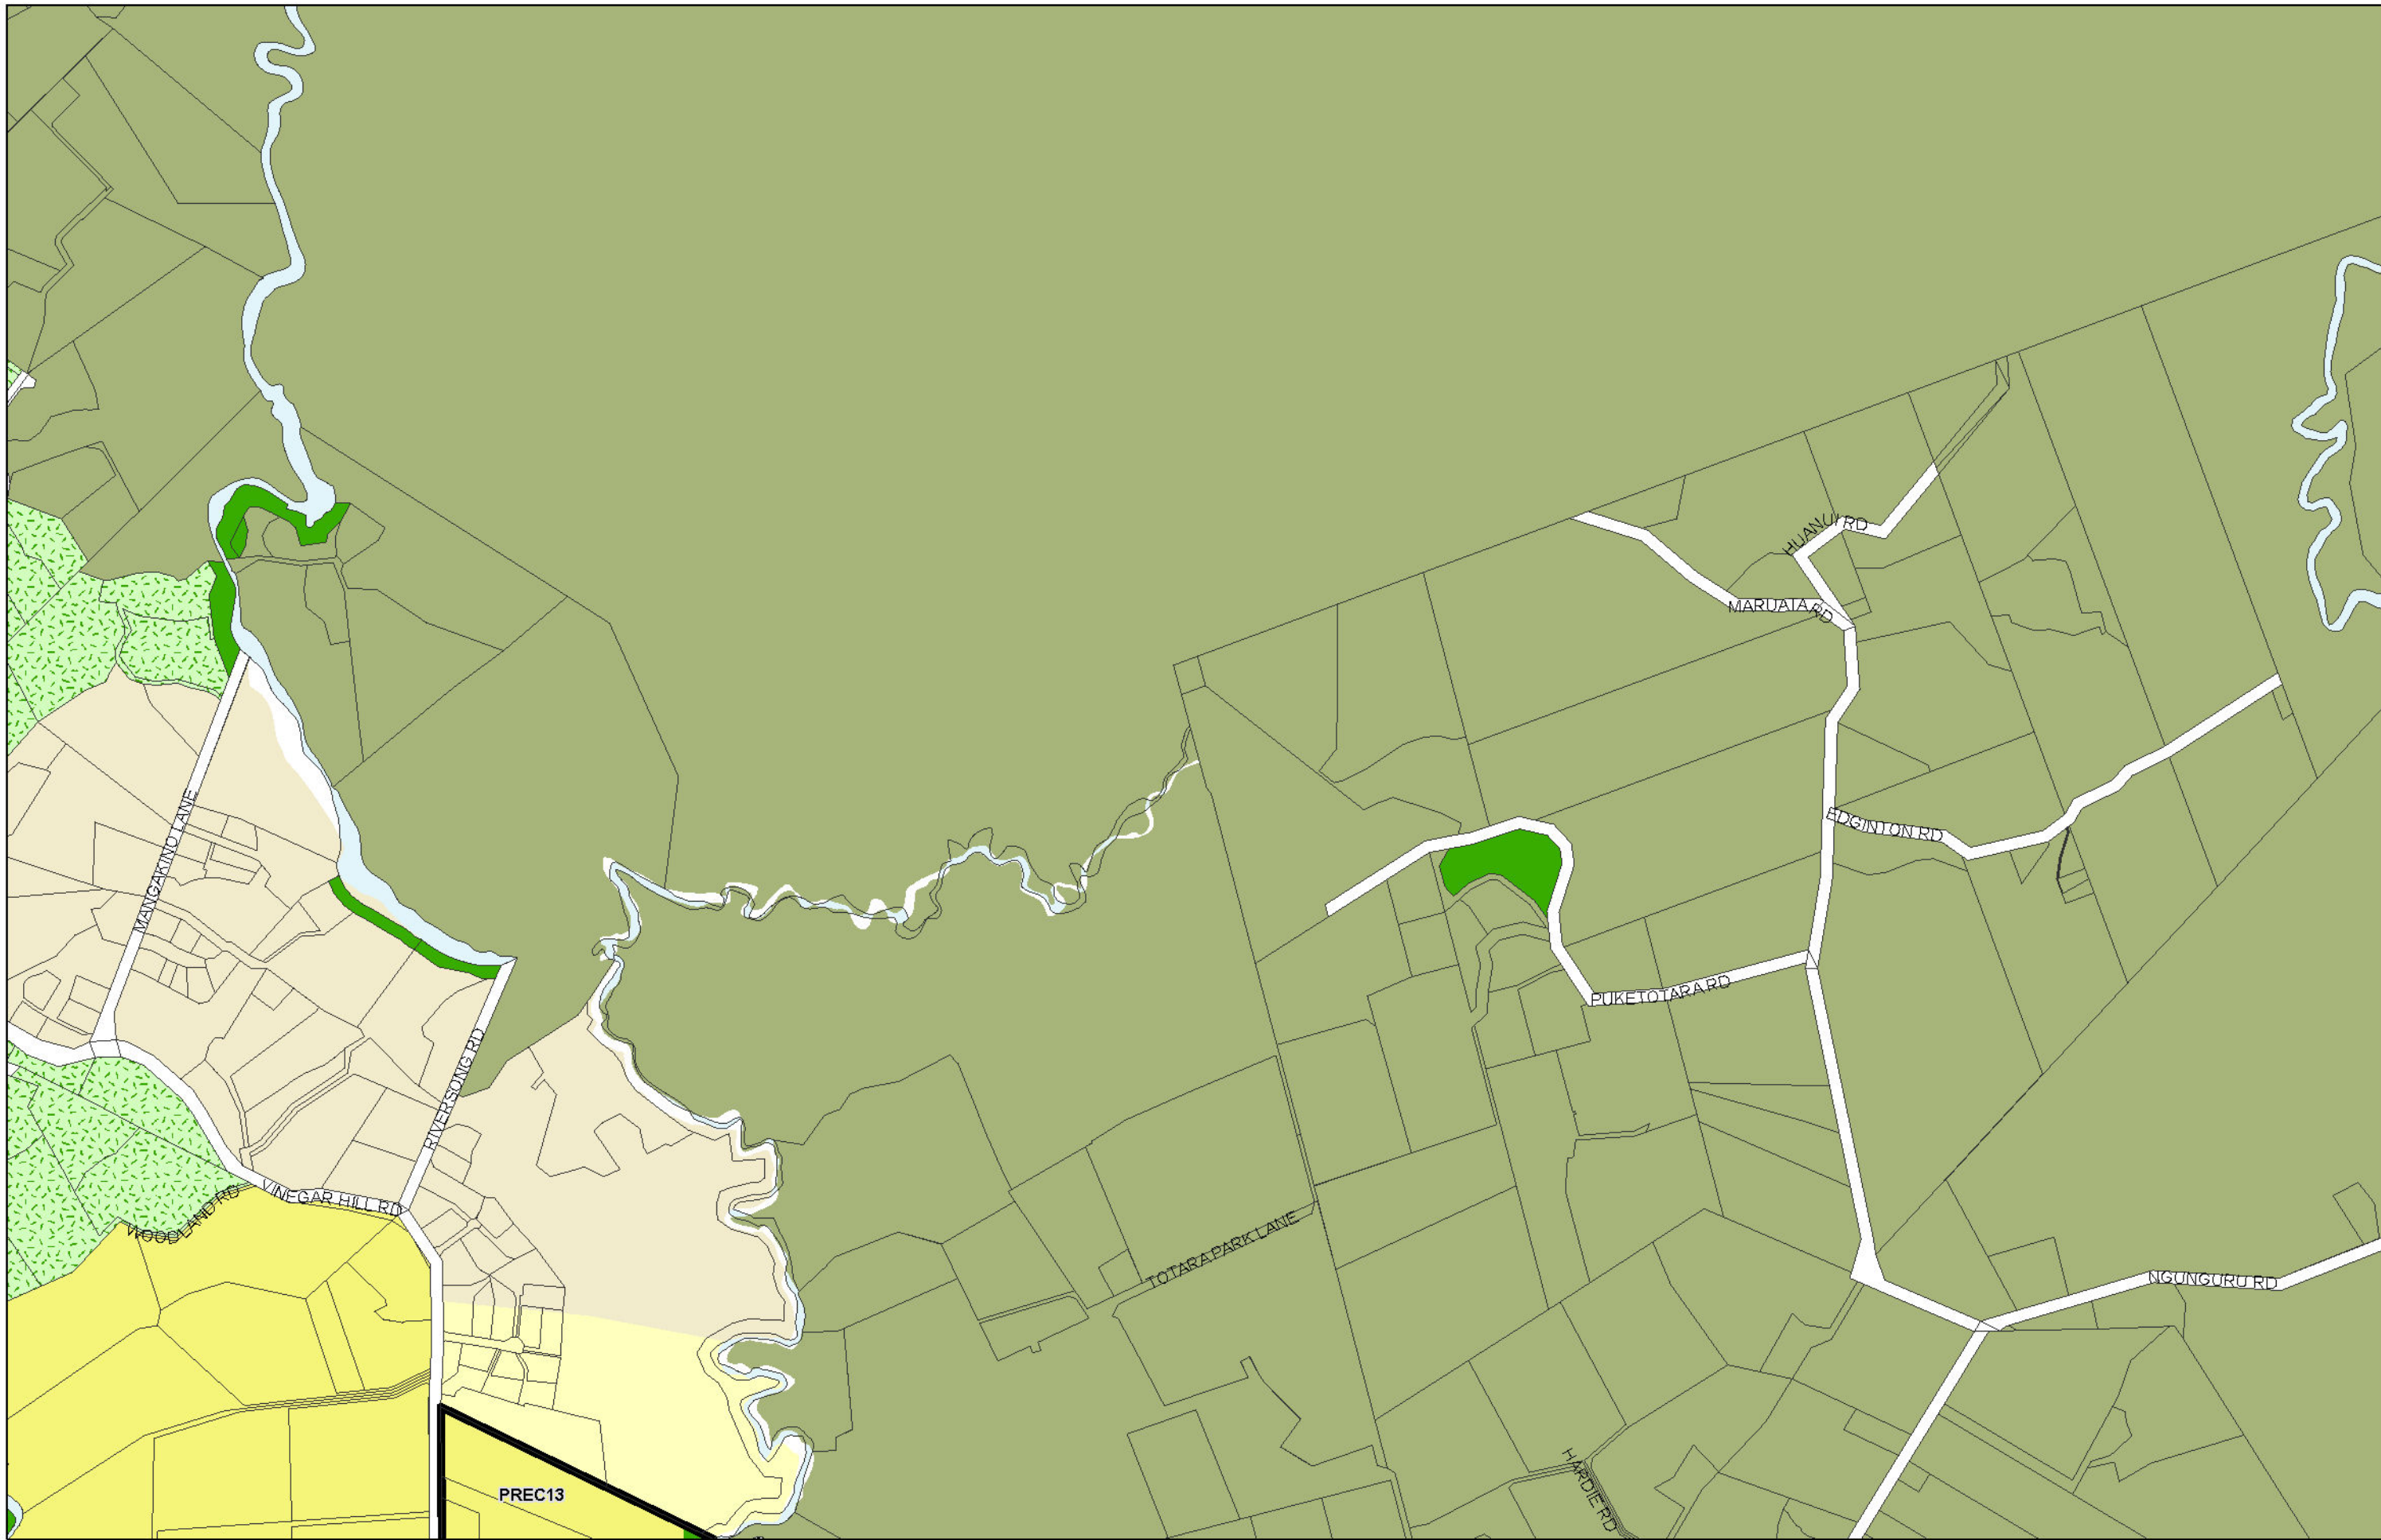 HUANUI RD
MARUATA RD
MANGAKINO LANE
EDGINTON RD
PUKETOTARA RD
RIVERSONG RD
VINEGAR HILL RD
WOODLAND RD
TOTARA PARK LANE
NGUNGURU RD
HARDIE RD
PREC13